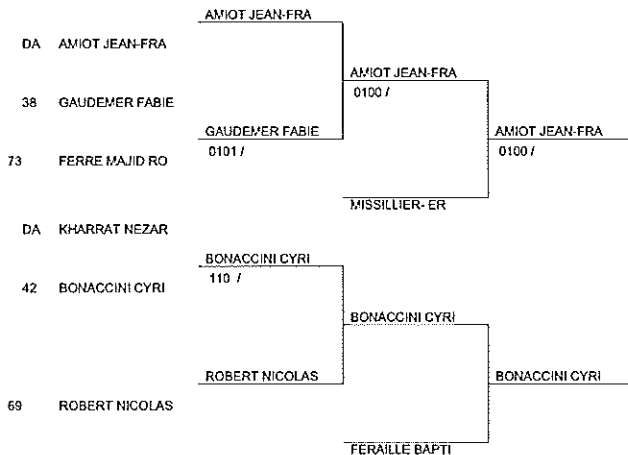 AMIOT JEAN-FRA
DA AMIOT JEAN-FRA
AMIOT JEAN-FRA
0100 /
38 GAUDEMER FABIE
GAUDEMER FABIE
0101 /
AMIOT JEAN-FRA
0100 /
73 FERRE MAJID RO
MISSILLIER- ER
DA KHARRAT NEZAR
BONACCINI CYRI
110 /
42 BONACCINI CYRI
BONACCINI CYRI
ROBERT NICOLAS
BONACCINI CYRI
69 ROBERT NICOLAS
FERAILLE BAPTI